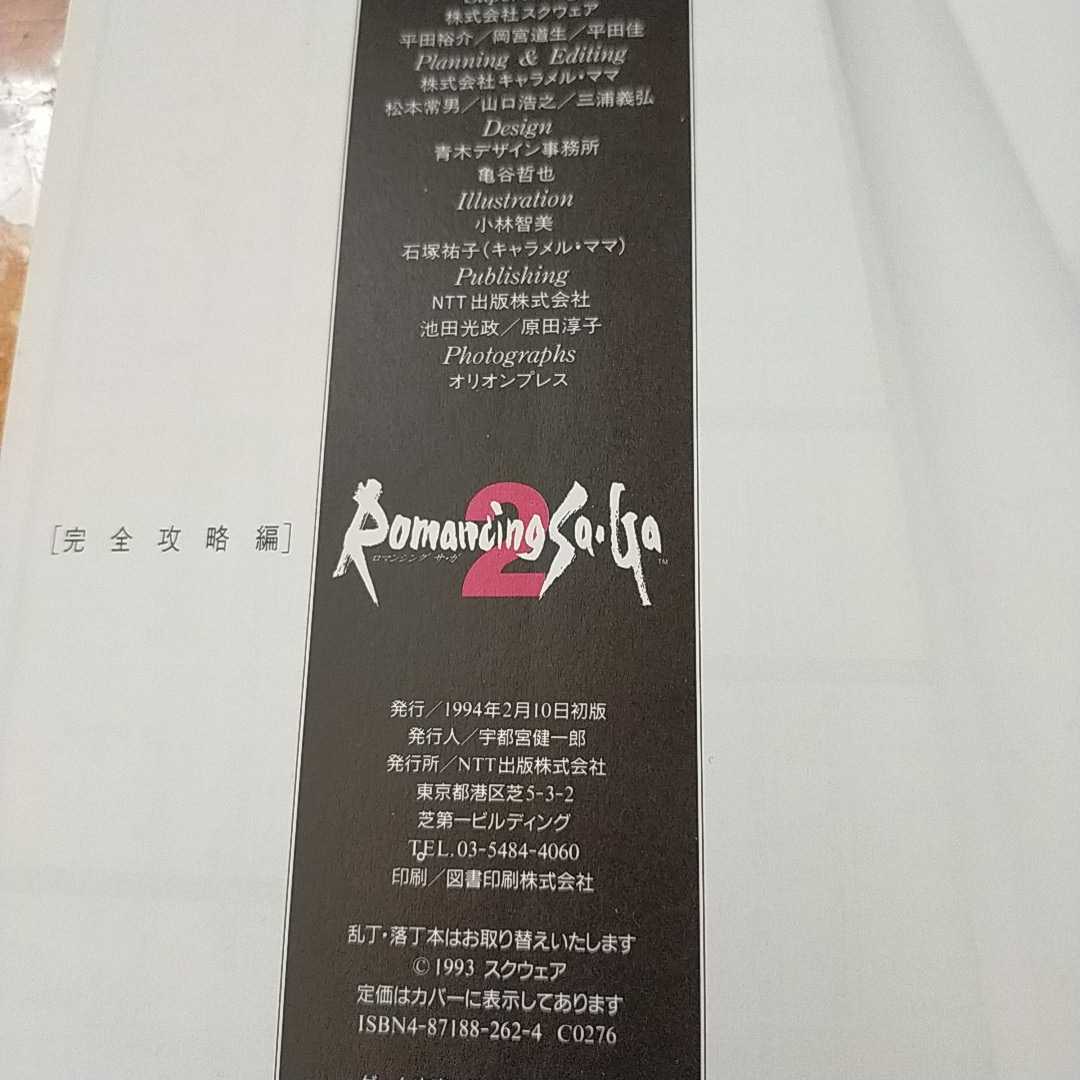 株式会社スクウェア
平田裕介／岡宮道生／平田佳
Planning & Editing
株式会社キャラメル・ママ
松本常男／山口浩之／三浦義弘
Design
青木デザイン事務所
亀谷哲也
Illustration
小林智美
石塚祐子(キャラメル・ママ)
Publishing
NTT出版株式会社
池田光政／原田淳子
Photographs
オリオンプレス
[完全攻略編]
Romancing Sa・Ga 2
ロマンシング サ・ガ
TM
発行／1994年2月10日初版
発行人／宇都宮健一郎
発行所／NTT出版株式会社
東京都港区芝5-3-2
芝第一ビルディング
TEL.03-5484-4060
印刷／図書印刷株式会社
乱丁・落丁本はお取り替えいたします
©1993 スクウェア
定価はカバーに表示してあります
ISBN4-87188-262-4 C0276